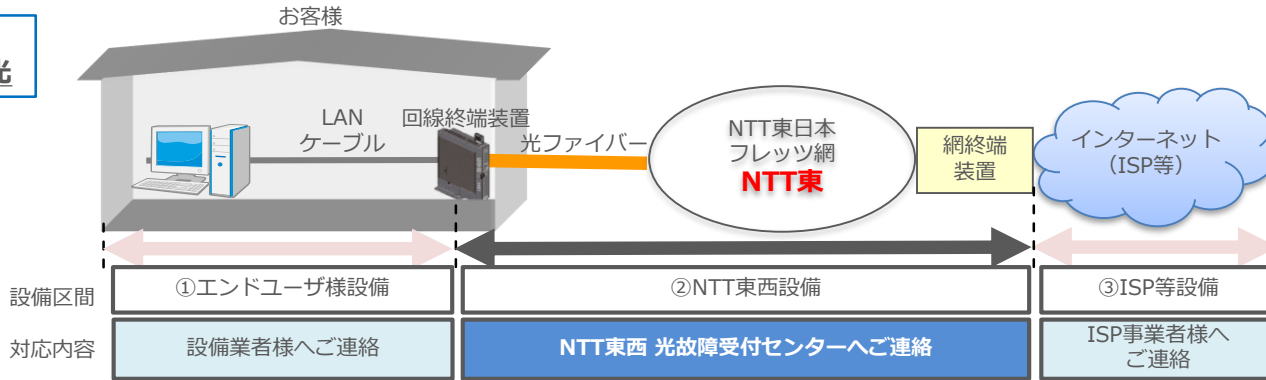 お客様
光
LAN
ケーブル
回線終端装置
光ファイバー
NTT東日本
フレッツ網
NTT東
網終端
装置
インターネット
（ISP等）
設備区間
①エンドユーザ様設備
②NTT東西設備
③ISP等設備
対応内容
設備業者様へご連絡
NTT東西 光故障受付センターへご連絡
ISP事業者様へ
ご連絡